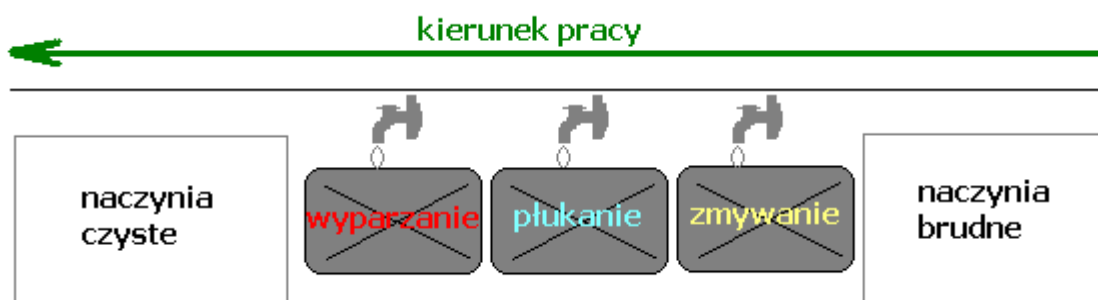 kierunek pracy
naczynia
czyste
wyparzanie
płukanie
zmywanie
naczynia
brudne